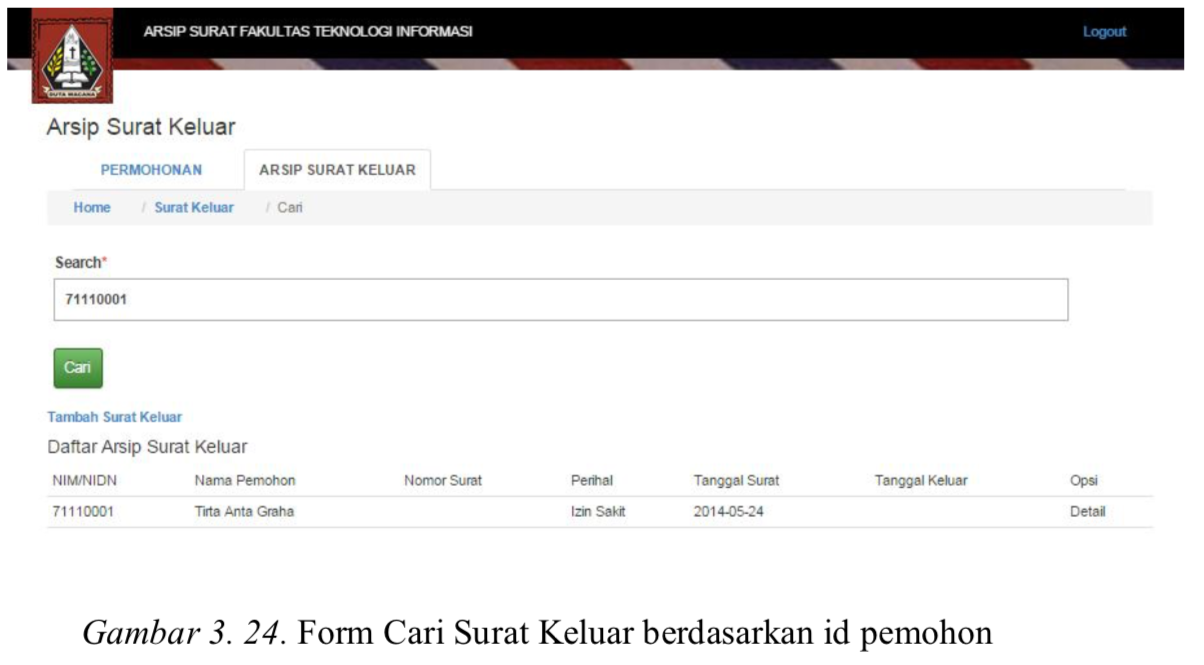 ARSIP SURAT FAKULTAS TEKNOLOGI INFORMASI Logout
DUTA WACANA
Arsip Surat Keluar
PERMOHONAN ARSIP SURAT KELUAR
Home / Surat Keluar / Cari
Search*
71110001
Cari
Tambah Surat Keluar
Daftar Arsip Surat Keluar
NIM/NIDN Nama Pemohon Nomor Surat Perihal Tanggal Surat Tanggal Keluar Opsi
71110001 Tirta Anta Graha Izin Sakit 2014-05-24 Detail
Gambar 3. 24. Form Cari Surat Keluar berdasarkan id pemohon